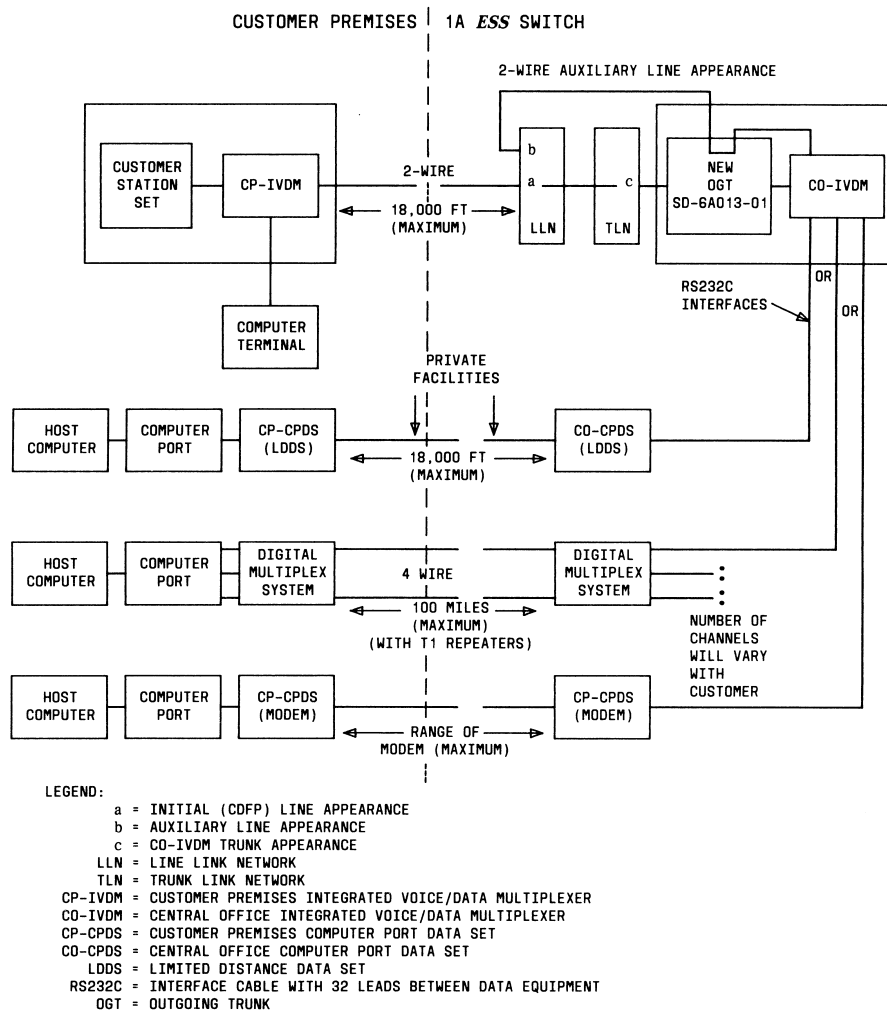 CUSTOMER PREMISES
1A ESS SWITCH
2-WIRE AUXILIARY LINE APPEARANCE
CUSTOMER
STATION
SET
CP-IVDM
2-WIRE
18,000 FT
(MAXIMUM)
b
a
LLN
c
TLN
NEW
OGT
SD-6A013-01
CO-IVDM
COMPUTER
TERMINAL
RS232C
INTERFACES
OR
OR
PRIVATE
FACILITIES
HOST
COMPUTER
COMPUTER
PORT
CP-CPDS
(LDDS)
18,000 FT
(MAXIMUM)
CO-CPDS
(LDDS)
HOST
COMPUTER
COMPUTER
PORT
DIGITAL
MULTIPLEX
SYSTEM
4 WIRE
100 MILES
(MAXIMUM)
(WITH T1 REPEATERS)
DIGITAL
MULTIPLEX
SYSTEM
NUMBER OF
CHANNELS
WILL VARY
WITH
CUSTOMER
HOST
COMPUTER
COMPUTER
PORT
CP-CPDS
(MODEM)
RANGE OF
MODEM (MAXIMUM)
CP-CPDS
(MODEM)
LEGEND:
a = INITIAL (CDFP) LINE APPEARANCE
b = AUXILIARY LINE APPEARANCE
c = CO-IVDM TRUNK APPEARANCE
LLN = LINE LINK NETWORK
TLN = TRUNK LINK NETWORK
CP-IVDM = CUSTOMER PREMISES INTEGRATED VOICE/DATA MULTIPLEXER
CO-IVDM = CENTRAL OFFICE INTEGRATED VOICE/DATA MULTIPLEXER
CP-CPDS = CUSTOMER PREMISES COMPUTER PORT DATA SET
CO-CPDS = CENTRAL OFFICE COMPUTER PORT DATA SET
LDDS = LIMITED DISTANCE DATA SET
RS232C = INTERFACE CABLE WITH 32 LEADS BETWEEN DATA EQUIPMENT
OGT = OUTGOING TRUNK